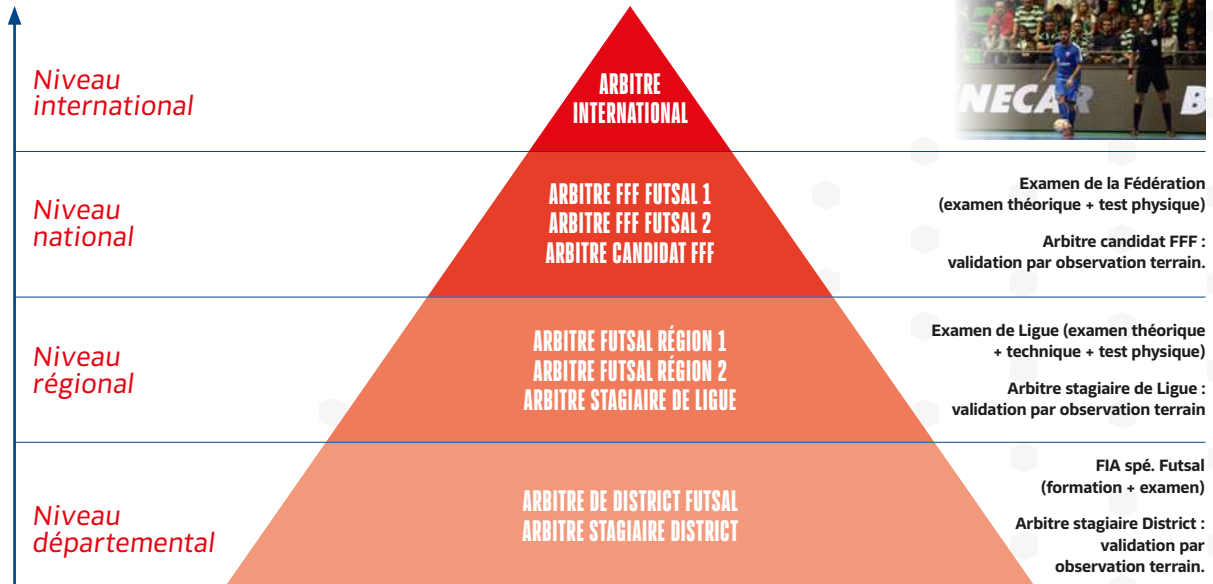 Niveau
international
ARBITRE
INTERNATIONAL
NECAR
B
Niveau
national
ARBITRE FFF FUTSAL 1
ARBITRE FFF FUTSAL 2
ARBITRE CANDIDAT FFF
Examen de la Fédération
(examen théorique + test physique)
Arbitre candidat FFF :
validation par observation terrain.
Niveau
régional
ARBITRE FUTSAL RÉGION 1
ARBITRE FUTSAL RÉGION 2
ARBITRE STAGIAIRE DE LIGUE
Examen de Ligue (examen théorique
+ technique + test physique)
Arbitre stagiaire de Ligue :
validation par observation terrain
Niveau
départemental
ARBITRE DE DISTRICT FUTSAL
ARBITRE STAGIAIRE DISTRICT
FIA spé. Futsal
(formation + examen)
Arbitre stagiaire District :
validation par
observation terrain.